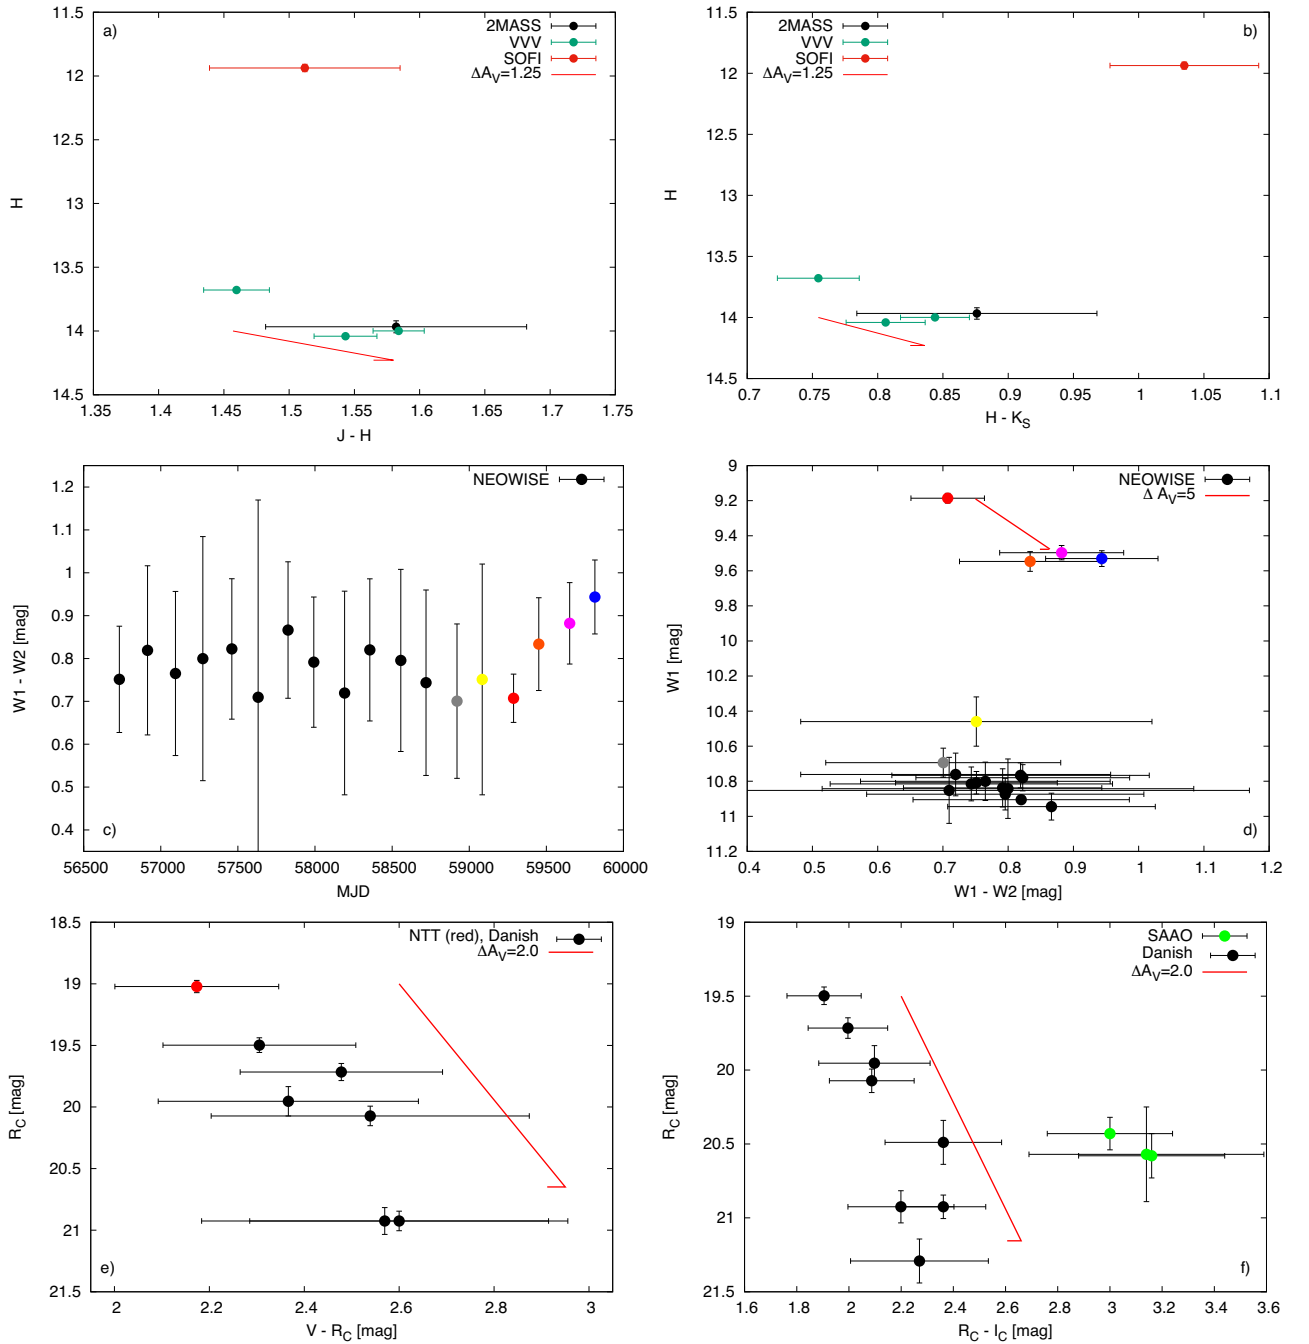 a)
2MASS
VVV
SOFI
ΔA_V=1.25
11.5
12
12.5
13
13.5
14
14.5
H
1.35 1.4 1.45 1.5 1.55 1.6 1.65 1.7 1.75
J - H
b)
2MASS
VVV
SOFI
ΔA_V=1.25
11.5
12
12.5
13
13.5
14
14.5
H
0.7 0.75 0.8 0.85 0.9 0.95 1 1.05 1.1
H - K_S
NEOWISE
1.2
1.1
1
0.9
0.8
0.7
0.6
0.5
0.4
W1 - W2 [mag]
c)
56500 57000 57500 58000 58500 59000 59500 60000
MJD
NEOWISE
Δ A_V=5
9
9.2
9.4
9.6
9.8
10
10.2
10.4
10.6
10.8
11
11.2
W1 [mag]
d)
0.4 0.5 0.6 0.7 0.8 0.9 1 1.1 1.2
W1 - W2 [mag]
NTT (red), Danish
ΔA_V=2.0
18.5
19
19.5
20
20.5
21
21.5
R_C [mag]
e)
2 2.2 2.4 2.6 2.8 3
V - R_C [mag]
SAAO
Danish
ΔA_V=2.0
19
19.5
20
20.5
21
21.5
R_C [mag]
f)
1.6 1.8 2 2.2 2.4 2.6 2.8 3 3.2 3.4 3.6
R_C - I_C [mag]